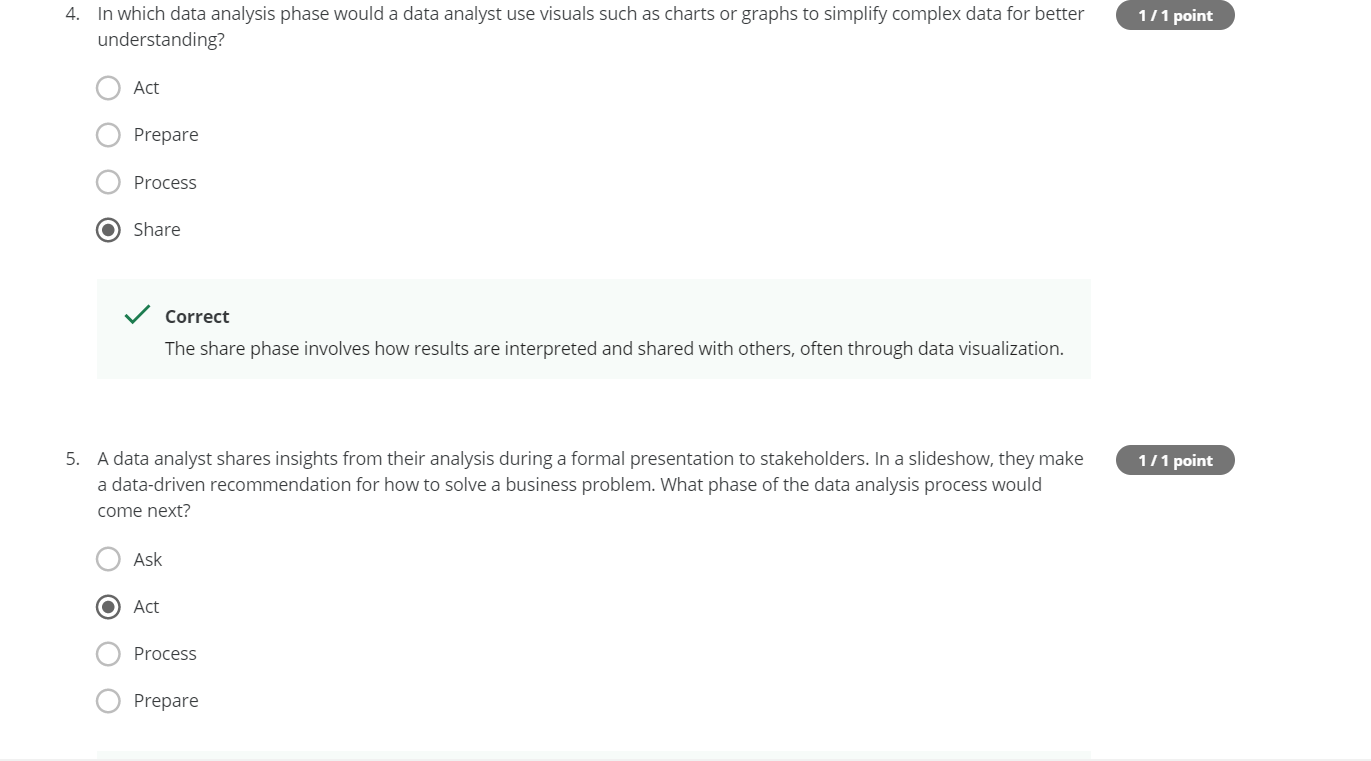 4. In which data analysis phase would a data analyst use visuals such as charts or graphs to simplify complex data for better
understanding?
1 / 1 point
Act
Prepare
Process
Share
Correct
The share phase involves how results are interpreted and shared with others, often through data visualization.
5. A data analyst shares insights from their analysis during a formal presentation to stakeholders. In a slideshow, they make
a data-driven recommendation for how to solve a business problem. What phase of the data analysis process would
come next?
1 / 1 point
Ask
Act
Process
Prepare